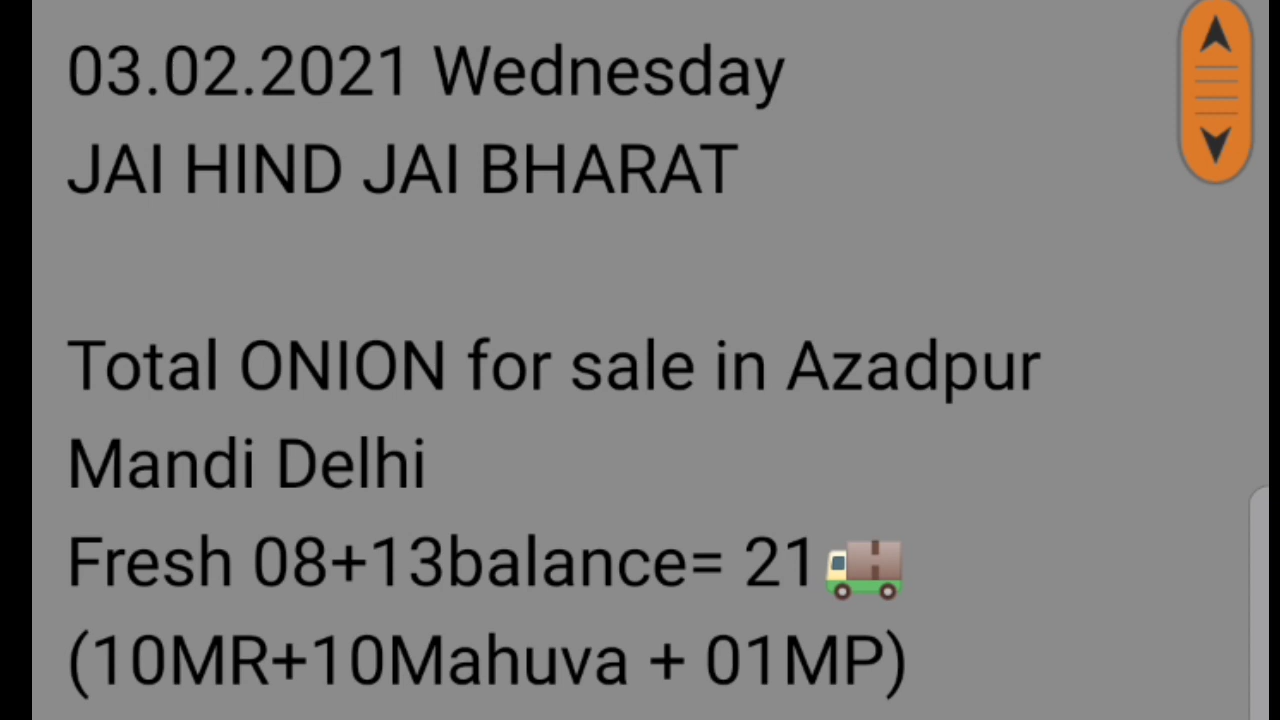 03.02.2021 Wednesday
JAI HIND JAI BHARAT
Total ONION for sale in Azadpur
Mandi Delhi
Fresh 08+13balance= 21🚚
(10MR+10Mahuva + 01MP)